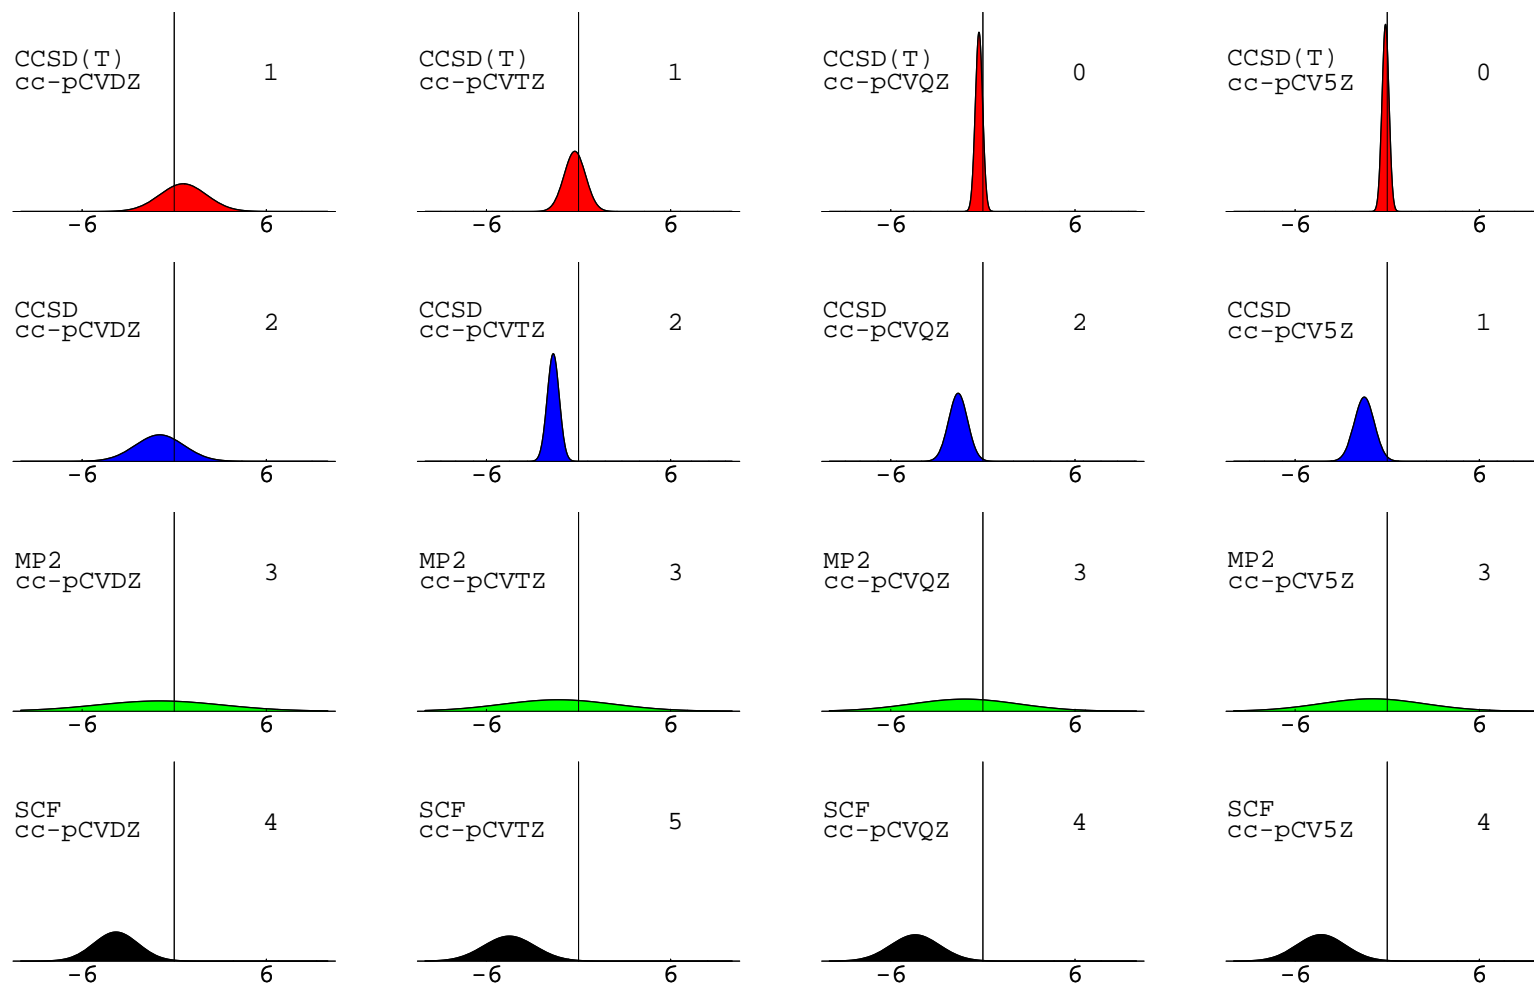 CCSD(T)
cc-pCVDZ
1
-6
6
CCSD(T)
cc-pCVTZ
1
-6
6
CCSD(T)
cc-pCVQZ
0
-6
6
CCSD(T)
cc-pCV5Z
0
-6
6
CCSD
cc-pCVDZ
2
-6
6
CCSD
cc-pCVTZ
2
-6
6
CCSD
cc-pCVQZ
2
-6
6
CCSD
cc-pCV5Z
1
-6
6
MP2
cc-pCVDZ
3
-6
6
MP2
cc-pCVTZ
3
-6
6
MP2
cc-pCVQZ
3
-6
6
MP2
cc-pCV5Z
3
-6
6
SCF
cc-pCVDZ
4
-6
6
SCF
cc-pCVTZ
5
-6
6
SCF
cc-pCVQZ
4
-6
6
SCF
cc-pCV5Z
4
-6
6